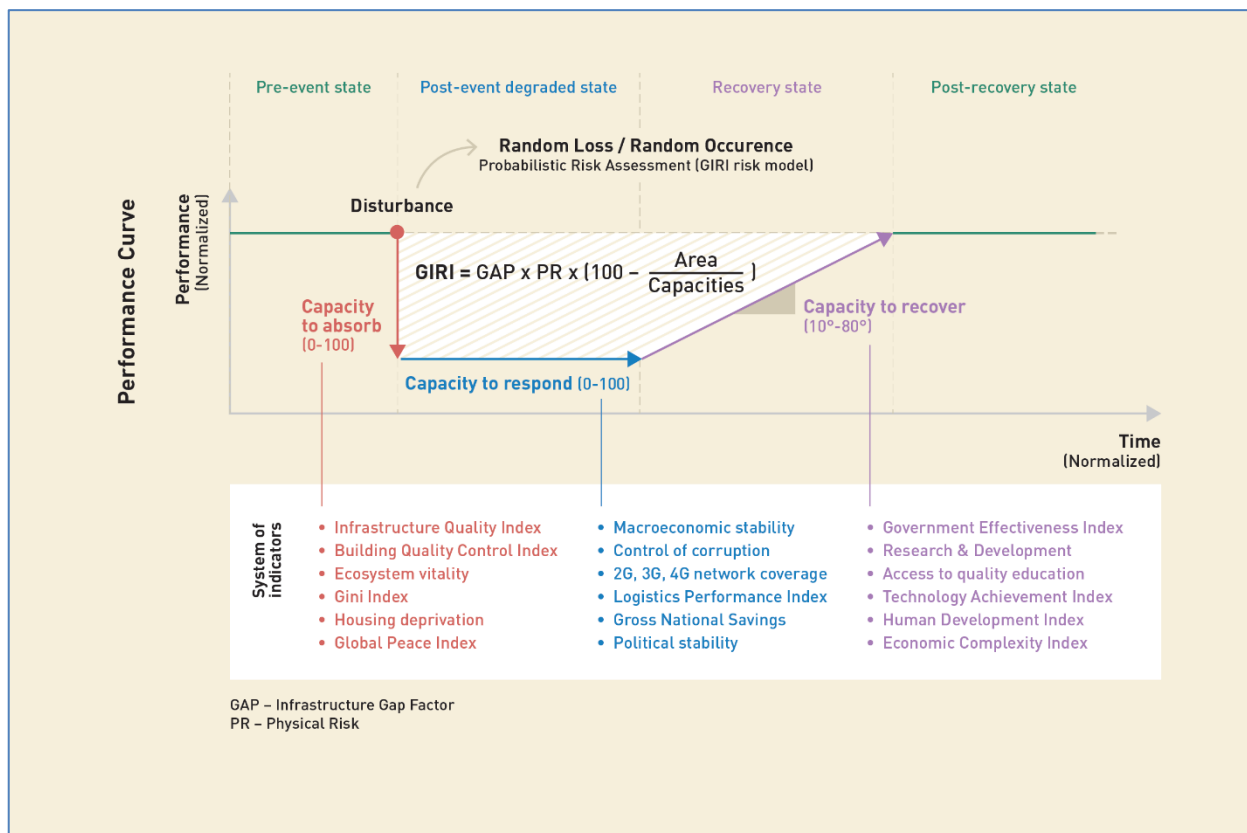 Pre-event state
Post-event degraded state
Recovery state
Post-recovery state
Random Loss / Random Occurence
Probabilistic Risk Assessment (GIRI risk model)
Disturbance
Performance Curve
Performance
(Normalized)
GIRI = GAP x PR x (100 – Area/Capacities)
Capacity
to absorb
(0-100)
Capacity to recover
(10°-80°)
Capacity to respond (0-100)
Time
(Normalized)
System of
indicators
• Infrastructure Quality Index
• Building Quality Control Index
• Ecosystem vitality
• Gini Index
• Housing deprivation
• Global Peace Index
• Macroeconomic stability
• Control of corruption
• 2G, 3G, 4G network coverage
• Logistics Performance Index
• Gross National Savings
• Political stability
• Government Effectiveness Index
• Research & Development
• Access to quality education
• Technology Achievement Index
• Human Development Index
• Economic Complexity Index
GAP – Infrastructure Gap Factor
PR – Physical Risk